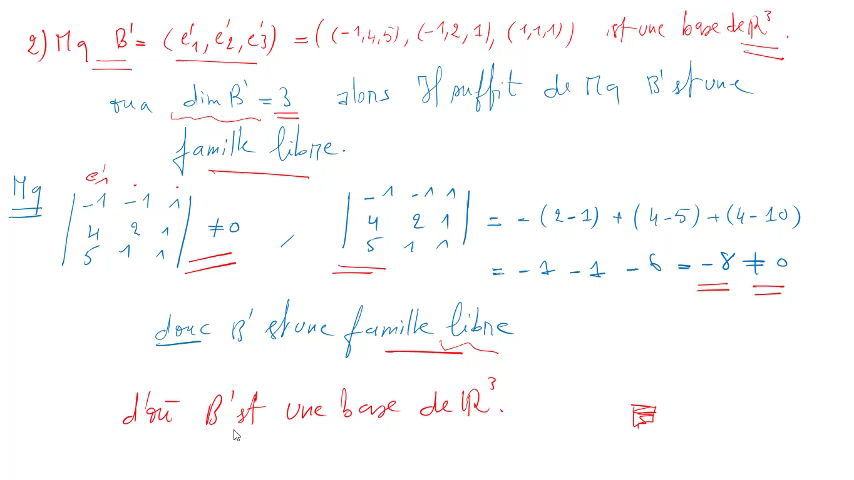 2) Mq B' = (e'1, e'2, e'3) = ((-1,4,5), (-1,2,1), (1,1,1)) est une base de ℝ³.
on a dim B' = 3 alors Il suffit de Mq B' est une
famille libre.
e'1
Mq | -1 -1 1 | | -1 -1 1 |
| 4 2 1 | ≠ 0 , | 4 2 1 | = - (2-1) + (4-5) + (4-10)
| 5 1 1 | | 5 1 1 |
= -1 -1 -6 = -8 ≠ 0
donc B' est une famille libre
d'où B' est une base de ℝ³.